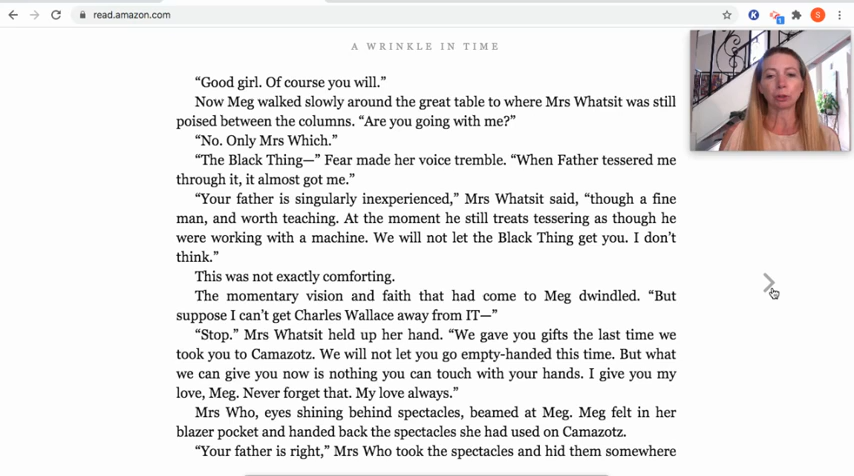 read.amazon.com
S
1
A WRINKLE IN TIME
“Good girl. Of course you will.”
Now Meg walked slowly around the great table to where Mrs Whatsit was still
poised between the columns. “Are you going with me?”
“No. Only Mrs Which.”
“The Black Thing—” Fear made her voice tremble. “When Father tessered me
through it, it almost got me.”
“Your father is singularly inexperienced,” Mrs Whatsit said, “though a fine
man, and worth teaching. At the moment he still treats tessering as though he
were working with a machine. We will not let the Black Thing get you. I don’t
think.”
This was not exactly comforting.
The momentary vision and faith that had come to Meg dwindled. “But
suppose I can’t get Charles Wallace away from IT—”
“Stop.” Mrs Whatsit held up her hand. “We gave you gifts the last time we
took you to Camazotz. We will not let you go empty-handed this time. But what
we can give you now is nothing you can touch with your hands. I give you my
love, Meg. Never forget that. My love always.”
Mrs Who, eyes shining behind spectacles, beamed at Meg. Meg felt in her
blazer pocket and handed back the spectacles she had used on Camazotz.
“Your father is right,” Mrs Who took the spectacles and hid them somewhere